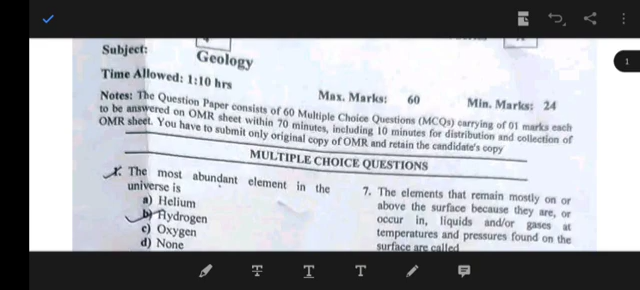 Subject:
Geology
Time Allowed: 1:10 hrs
Max. Marks: 60
Min. Marks: 24
Notes: The Question Paper consists of 60 Multiple Choice Questions (MCQs) carrying of 01 marks each
to be answered on OMR sheet within 70 minutes, including 10 minutes for distribution and collection of
OMR sheet. You have to submit only original copy of OMR and retain the candidate's copy
MULTIPLE CHOICE QUESTIONS
1. The most abundant element in the
universe is
a) Helium
b) Hydrogen
c) Oxygen
d) None
7. The elements that remain mostly on or
above the surface because they are, or
occur in, liquids and/or gases at
temperatures and pressures found on the
surface are called
1
T
T
T